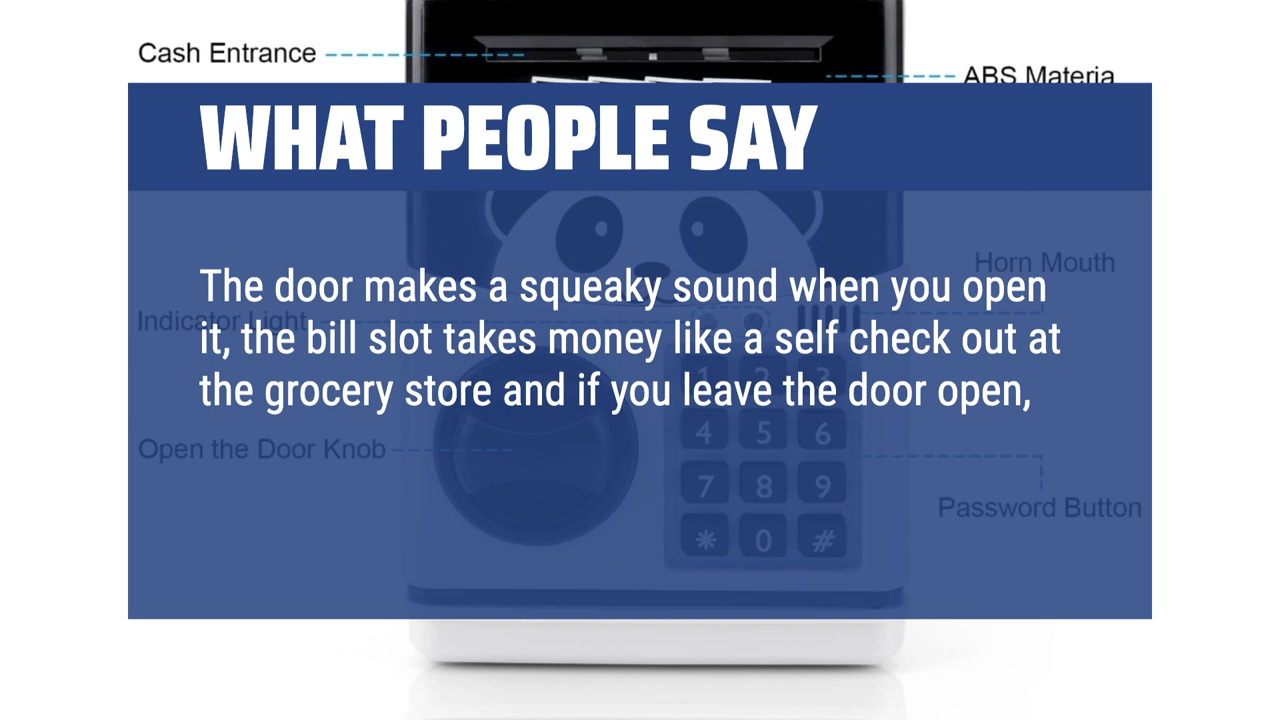 Cash Entrance
ABS Materia
WHAT PEOPLE SAY
Horn Mouth
The door makes a squeaky sound when you open
Indicator Light
it, the bill slot takes money like a self check out at
the grocery store and if you leave the door open,
1 2 3
4 5 6
Open the Door Knob
7 8 9
Password Button
* 0 #